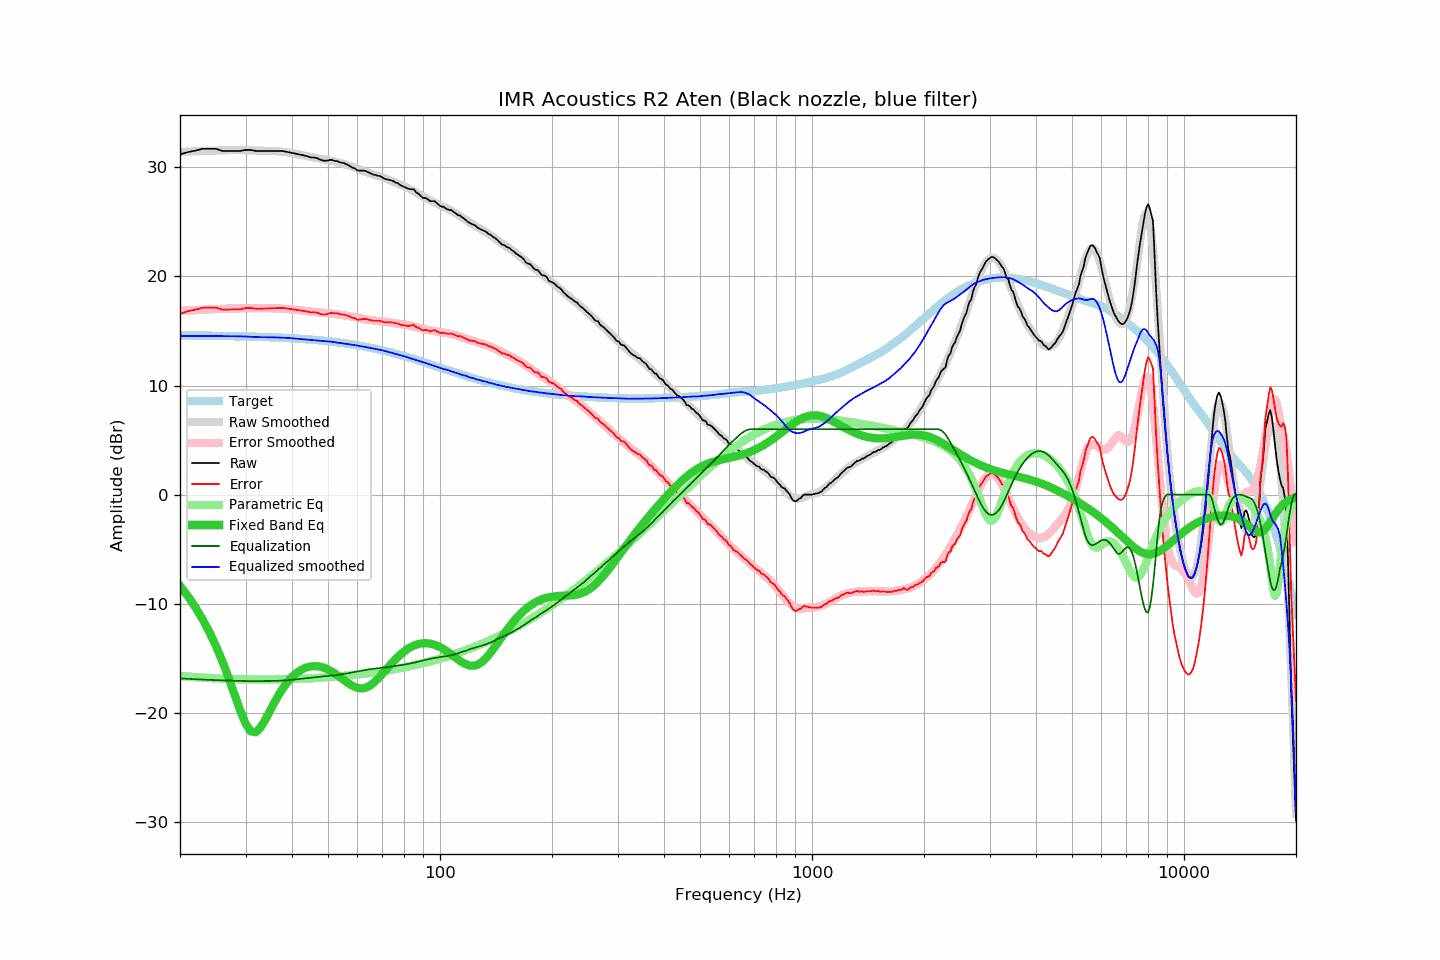 IMR Acoustics R2 Aten (Black nozzle, blue filter)
Amplitude (dBr)
30
20
10
0
−10
−20
−30
Target
Raw Smoothed
Error Smoothed
Raw
Error
Parametric Eq
Fixed Band Eq
Equalization
Equalized smoothed
100
1000
10000
Frequency (Hz)